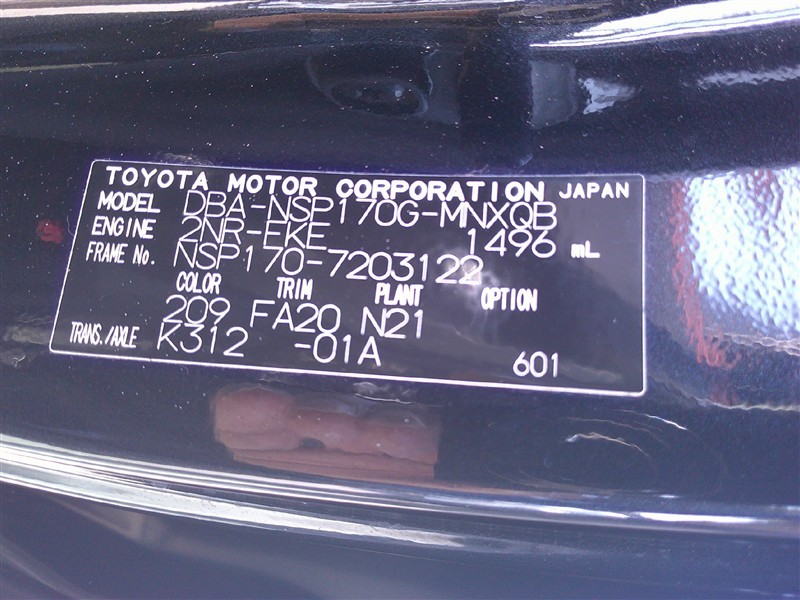 TOYOTA MOTOR CORPORATION JAPAN
MODEL DBA-NSP170G-MNXQB
ENGINE 2NR-FKE 1496 mL
FRAME No. NSP170-7203122
COLOR TRIM PLANT OPTION
209 FA20 N21
TRANS./AXLE K312 -01A 601